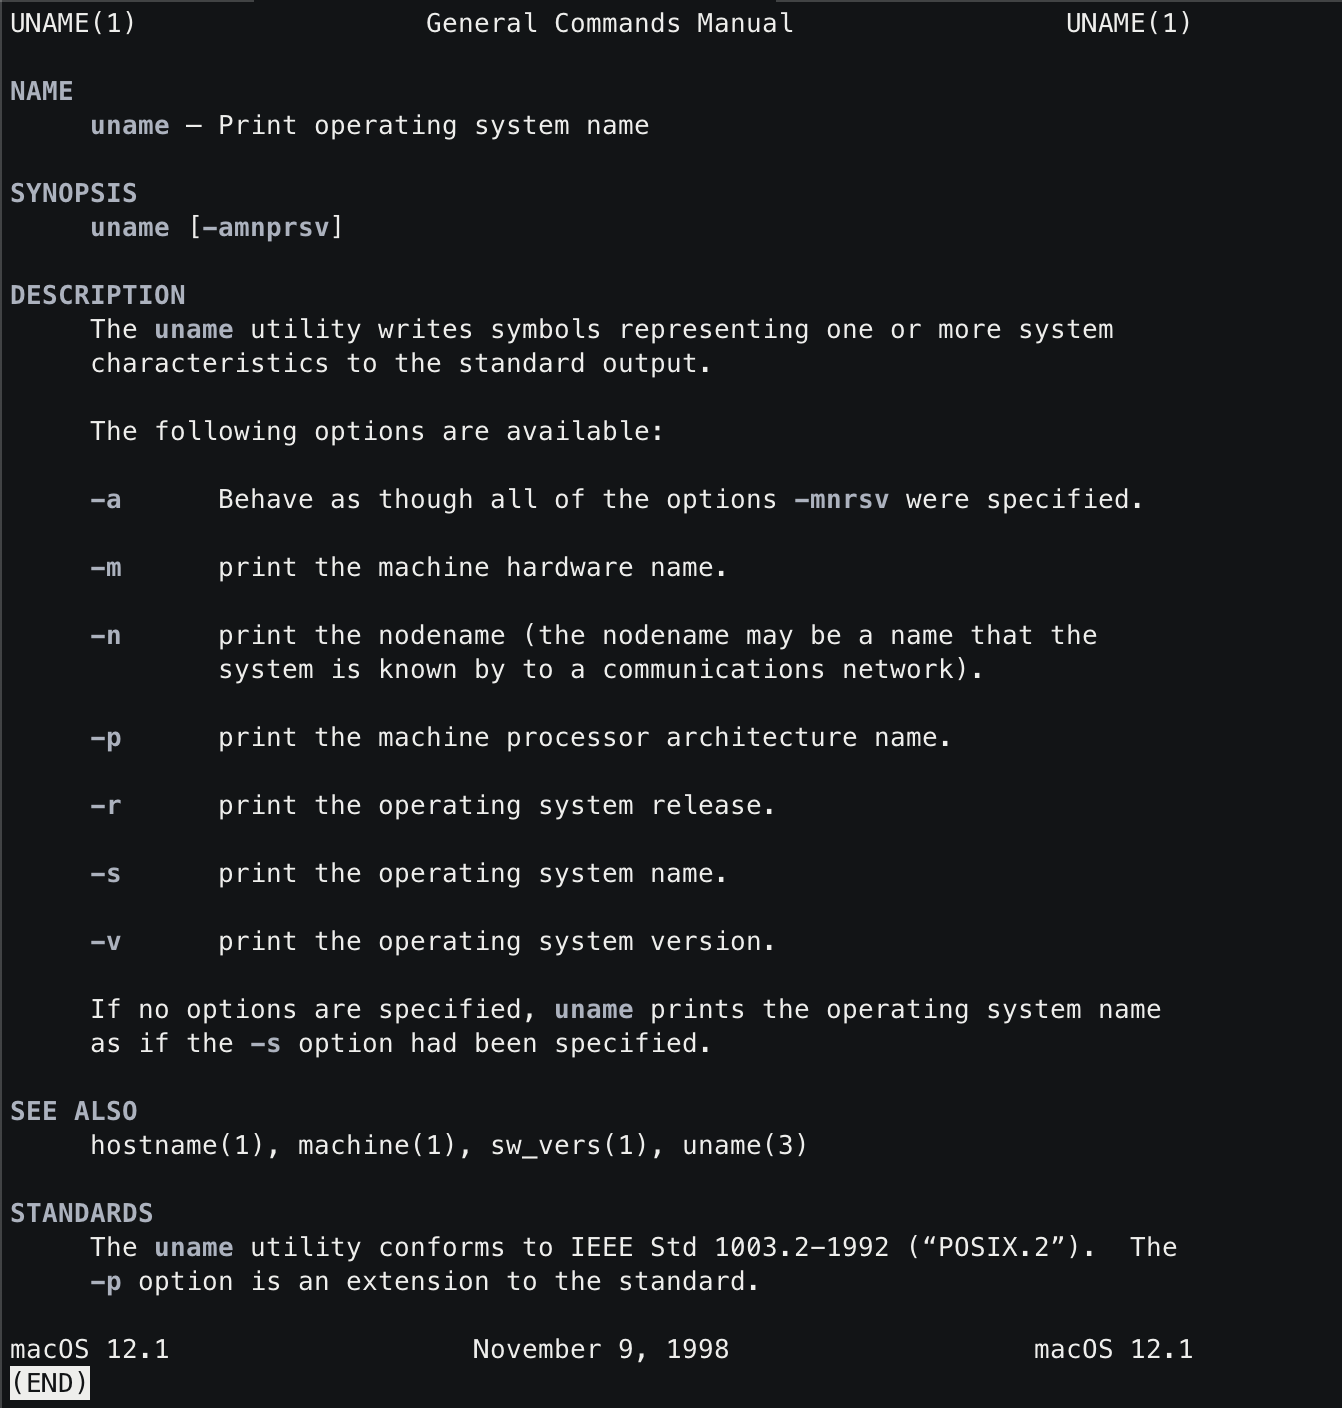 UNAME(1) General Commands Manual UNAME(1)
NAME
uname – Print operating system name
SYNOPSIS
uname [-amnprsv]
DESCRIPTION
The uname utility writes symbols representing one or more system
characteristics to the standard output.
The following options are available:
-a Behave as though all of the options -mnrsv were specified.
-m print the machine hardware name.
-n print the nodename (the nodename may be a name that the
system is known by to a communications network).
-p print the machine processor architecture name.
-r print the operating system release.
-s print the operating system name.
-v print the operating system version.
If no options are specified, uname prints the operating system name
as if the -s option had been specified.
SEE ALSO
hostname(1), machine(1), sw_vers(1), uname(3)
STANDARDS
The uname utility conforms to IEEE Std 1003.2-1992 (“POSIX.2”).  The
-p option is an extension to the standard.
macOS 12.1 November 9, 1998 macOS 12.1
(END)